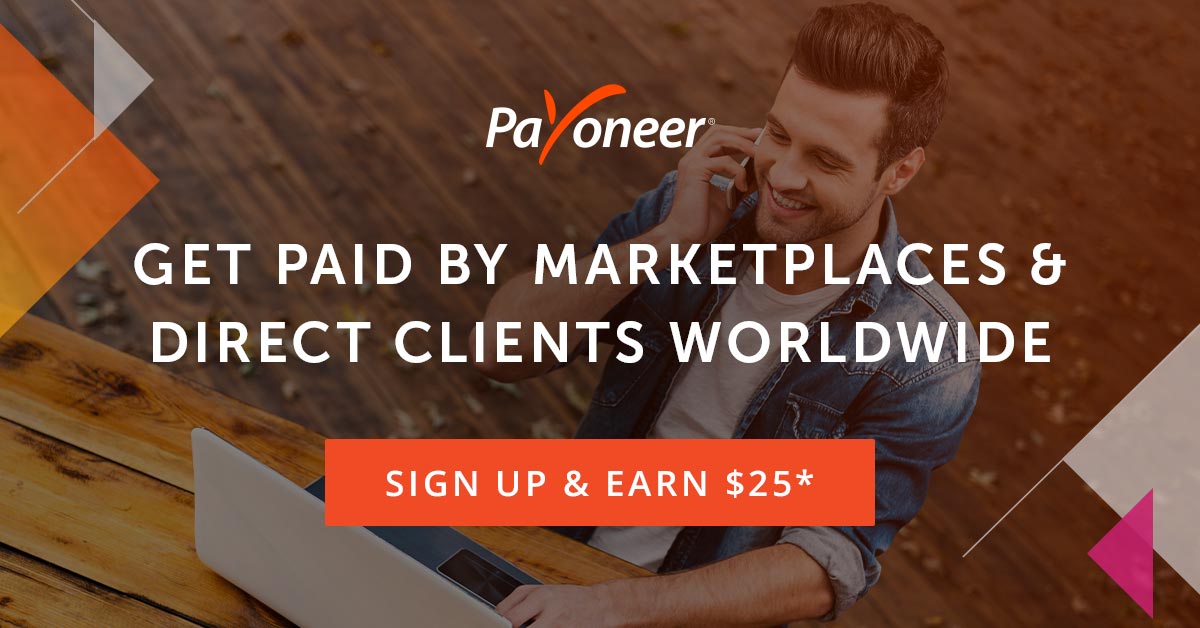 Payoneer®
GET PAID BY MARKETPLACES &
DIRECT CLIENTS WORLDWIDE
SIGN UP & EARN $25*